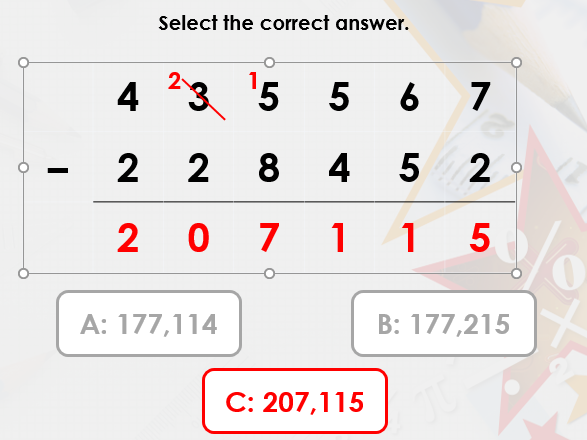 Select the correct answer.
4 2 3 1 5 5 6 7
– 2 2 8 4 5 2
2 0 7 1 1 5
A: 177,114
B: 177,215
C: 207,115